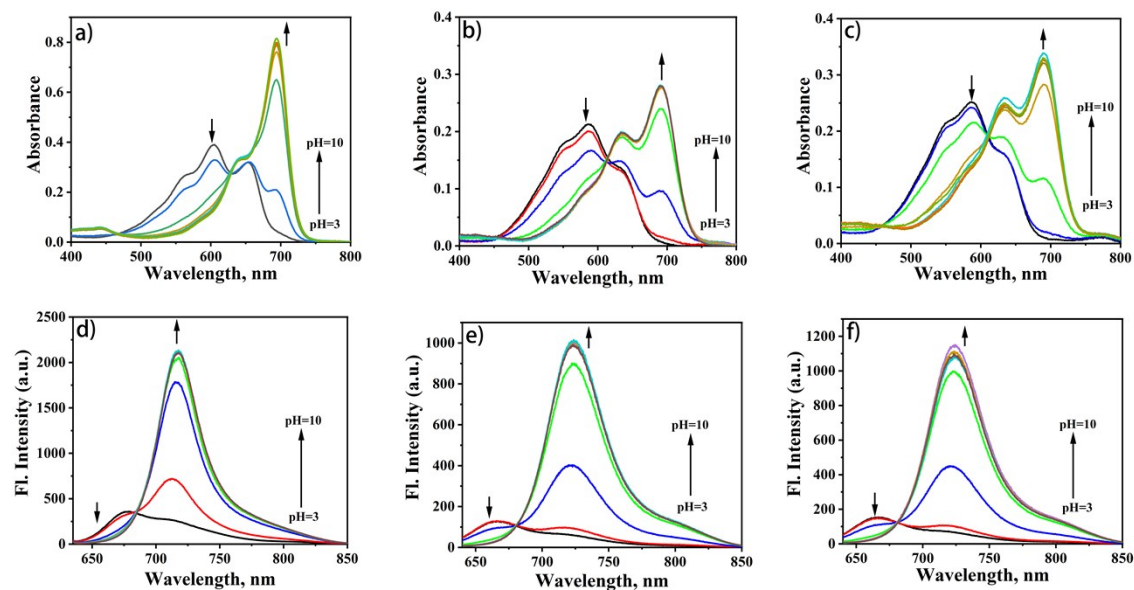 a)
0.8
0.6
0.4
0.2
0.0
Absorbance
pH=10
pH=3
400 500 600 700 800
Wavelength, nm
b)
0.4
0.3
0.2
0.1
0.0
Absorbance
pH=10
pH=3
400 500 600 700 800
Wavelength, nm
c)
0.4
0.3
0.2
0.1
0.0
Absorbance
pH=10
pH=3
400 500 600 700 800
Wavelength, nm
d)
2500
2000
1500
1000
500
0
Fl. Intensity (a.u.)
pH=10
pH=3
650 700 750 800 850
Wavelength, nm
e)
1000
800
600
400
200
0
Fl. Intensity (a.u.)
pH=10
pH=3
650 700 750 800 850
Wavelength, nm
f)
1200
1000
800
600
400
200
0
Fl. Intensity (a.u.)
pH=10
pH=3
650 700 750 800 850
Wavelength, nm